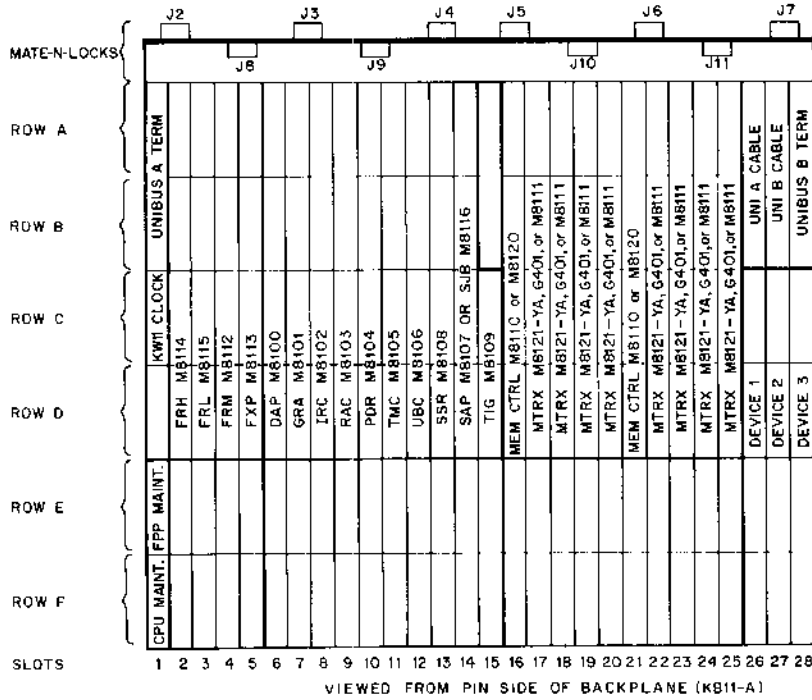 J2 J3 J4 J5 J6 J7
MATE-N-LOCKS
J8 J9 J10 J11
ROW A
ROW B
ROW C
ROW D
ROW E
ROW F
UNIBUS A TERM
KW11 CLOCK
FPP MAINT.
CPU MAINT.
FRH M8114
FRL M8115
FRM M8112
FXP M8113
DAP M8100
GRA M8101
IRC M8102
RAC M8103
PDR M8104
TMC M8105
UBC M8106
SSR M8108
SAP M8107 OR SJB M8116
TIG M8109
MEM CTRL M8110 or M8120
MTRX M8121-YA, G401, or M8111
MTRX M8121-YA, G401, or M8111
MTRX M8121-YA, G401, or M8111
MTRX M8121-YA, G401, or M8111
MEM CTRL M8110 or M8120
MTRX M8121-YA, G401, or M8111
MTRX M8121-YA, G401, or M8111
MTRX M8121-YA, G401, or M8111
MTRX M8121-YA, G401, or M8111
UNI A CABLE
DEVICE 1
UNI B CABLE
DEVICE 2
UNIBUS B TERM
DEVICE 3
SLOTS 1 2 3 4 5 6 7 8 9 10 11 12 13 14 15 16 17 18 19 20 21 22 23 24 25 26 27 28
VIEWED FROM PIN SIDE OF BACKPLANE (KB11-A)